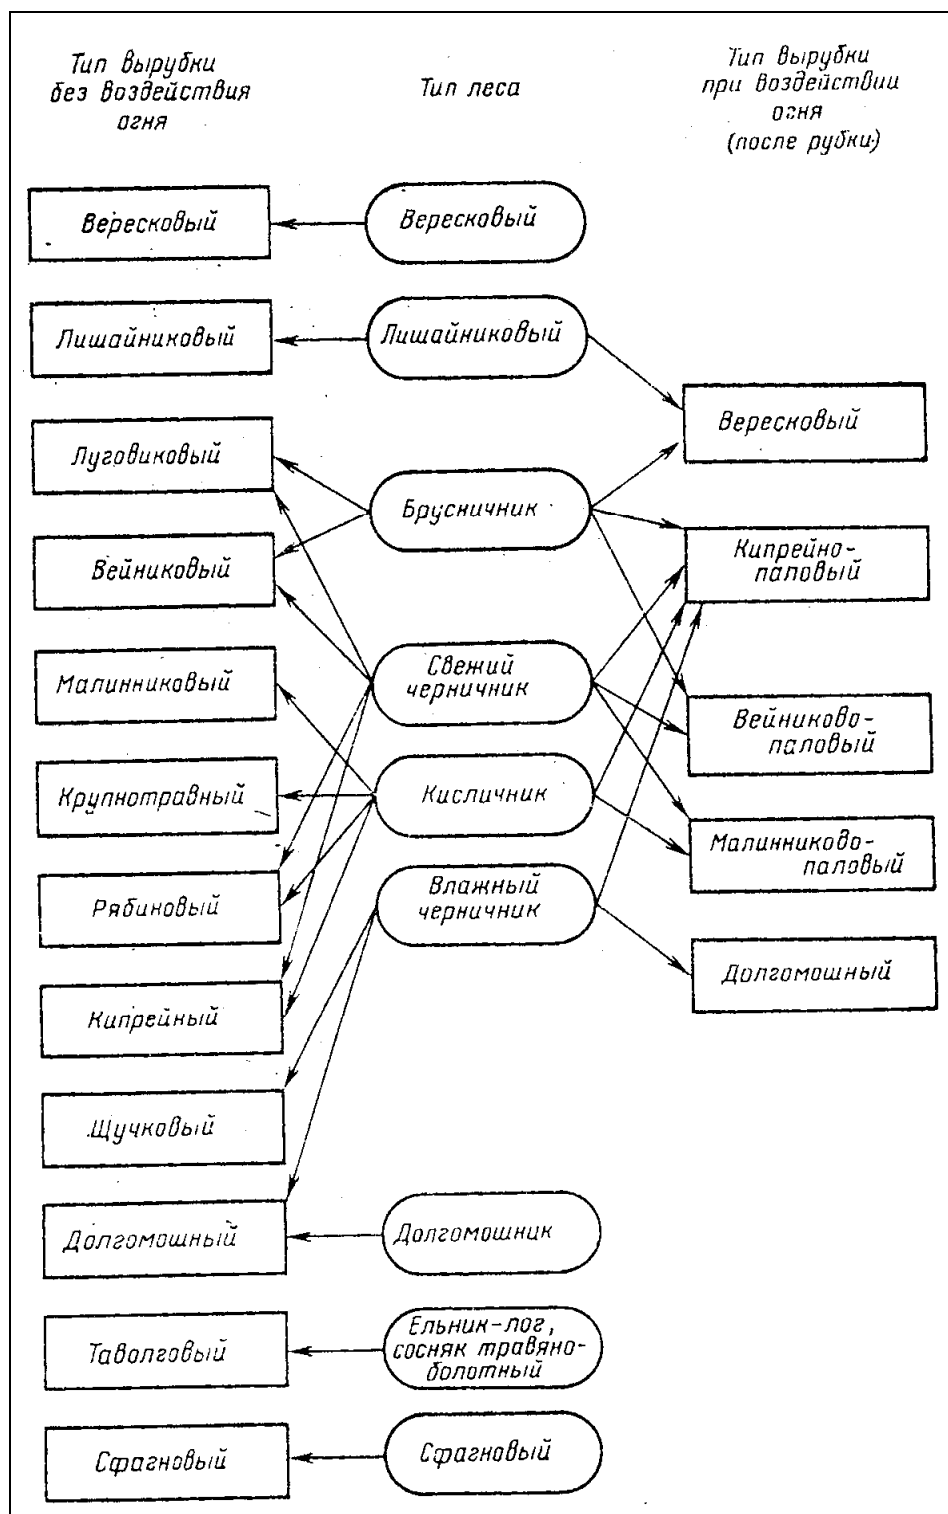 Тип вырубки
без воздействия
огня
Тип леса
Тип вырубки
при воздействии
огня
(после рубки)
Вересковый
Вересковый
Лишайниковый
Лишайниковый
Вересковый
Луговиковый
Брусничник
Вейниковый
Кипрейно-
паловый
Малинниковый
Свежий
черничник
Вейниково-
паловый
Крупнотравный
Кисличник
Малинниково-
паловый
Рябиновый
Влажный
черничник
Долгомошный
Кипрейный
Щучковый
Долгомошный
Долгомошник
Таволговый
Ельник-лог,
сосняк травяно-
болотный
Сфагновый
Сфагновый